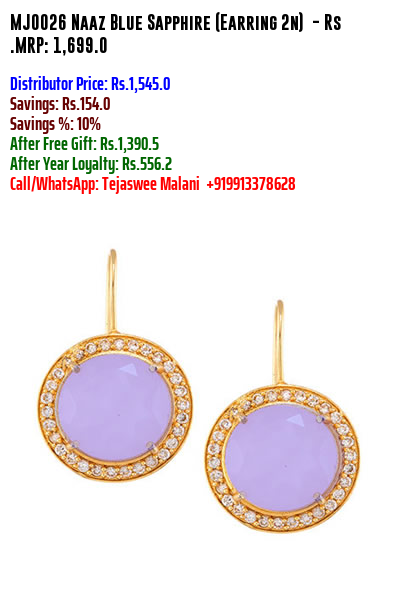 MJ0026 Naaz Blue Sapphire (Earring 2n) - Rs
.MRP: 1,699.0
Distributor Price: Rs.1,545.0
Savings: Rs.154.0
Savings %: 10%
After Free Gift: Rs.1,390.5
After Year Loyalty: Rs.556.2
Call/WhatsApp: Tejaswee Malani +919913378628